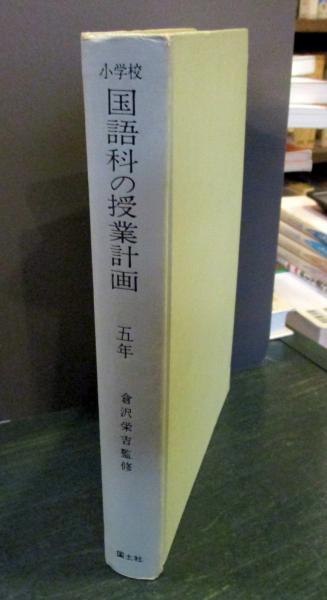 小学校
国語科の授業計画
五年
倉沢栄吉監修
国土社